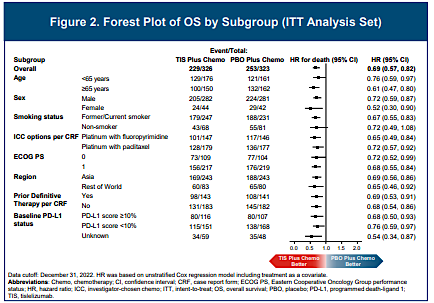 Figure 2. Forest Plot of OS by Subgroup (ITT Analysis Set)
Event/Total:
Subgroup TIS Plus Chemo PBO Plus Chemo HR for death (95% CI) HR (95% CI)
Overall 229/326 253/323 0.69 (0.57, 0.82)
Age <65 years 129/176 121/161 0.76 (0.59, 0.97)
≥65 years 100/150 132/162 0.61 (0.47, 0.80)
Sex Male 205/282 224/281 0.72 (0.59, 0.87)
Female 24/44 29/42 0.52 (0.30, 0.90)
Smoking status Former/Current smoker 179/247 188/231 0.67 (0.55, 0.83)
Non-smoker 43/68 55/81 0.72 (0.49, 1.08)
ICC options per CRF Platinum with fluoropyrimidine 101/147 117/146 0.65 (0.49, 0.84)
Platinum with paclitaxel 128/179 136/177 0.72 (0.57, 0.92)
ECOG PS 0 73/109 77/104 0.72 (0.52, 0.99)
1 156/217 176/219 0.68 (0.55, 0.84)
Region Asia 169/243 188/243 0.69 (0.56, 0.86)
Rest of World 60/83 65/80 0.65 (0.46, 0.92)
Prior Definitive Yes 98/143 108/141 0.69 (0.53, 0.91)
Therapy per CRF No 131/183 145/182 0.68 (0.54, 0.86)
Baseline PD-L1 PD-L1 score ≥10% 80/116 80/107 0.68 (0.50, 0.93)
status PD-L1 score <10% 115/151 138/168 0.76 (0.59, 0.97)
Unknown 34/59 35/48 0.54 (0.34, 0.87)
0 1 2
TIS Plus Chemo PBO Plus Chemo
Better Better
Data cutoff: December 31, 2022. HR was based on unstratified Cox regression model including treatment as a covariate.
Abbreviations: Chemo, chemotherapy; CI, confidence interval; CRF, case report form; ECOG PS, Eastern Cooperative Oncology Group performance
status; HR, hazard ratio; ICC, investigator-chosen chemo; ITT, intent-to-treat; OS, overall survival; PBO, placebo; PD-L1, programmed death-ligand 1;
TIS, tislelizumab.